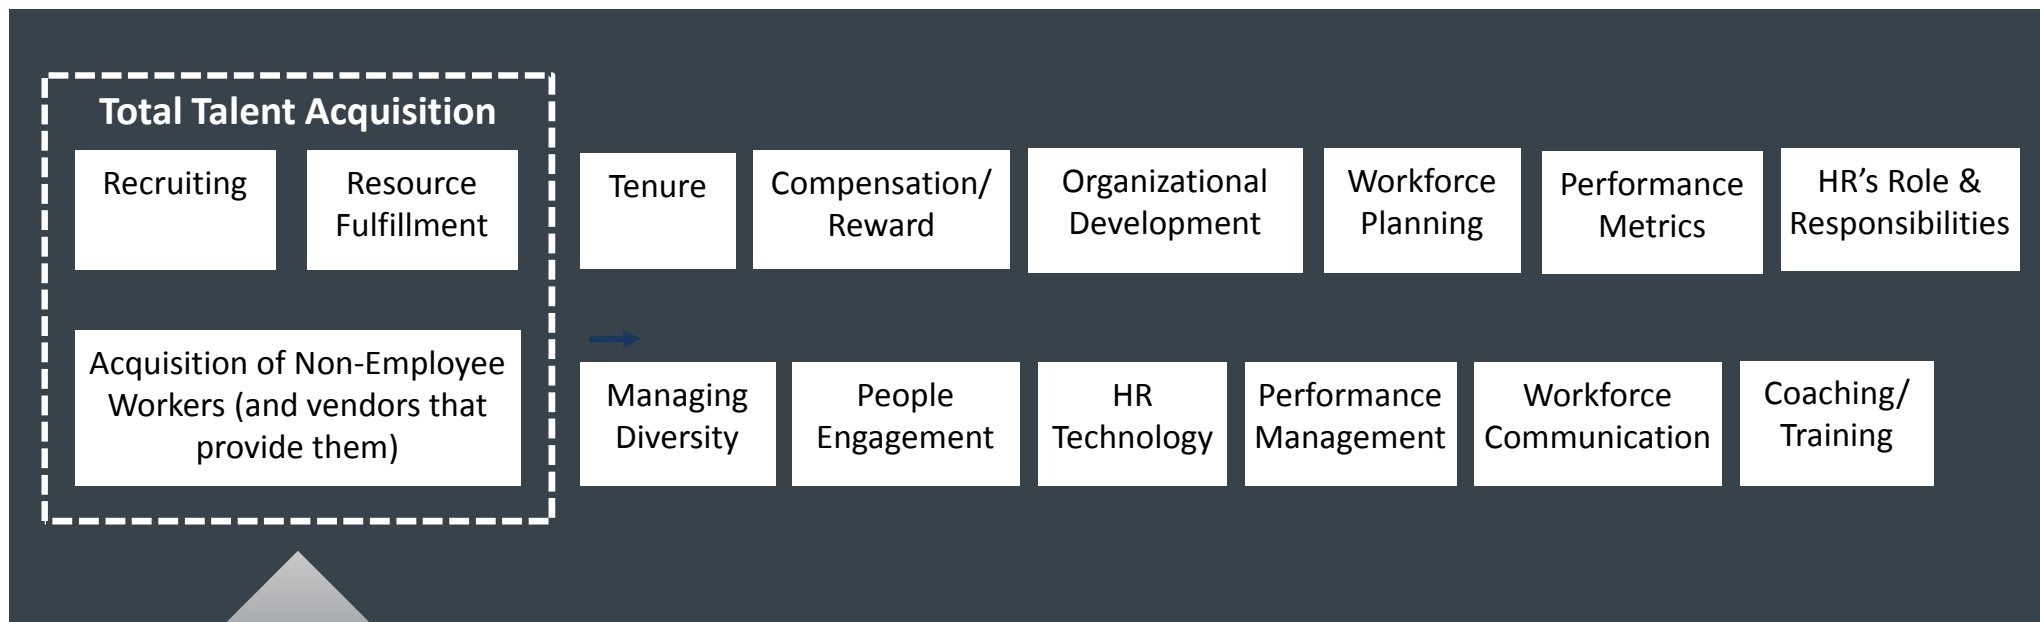 Total Talent Acquisition
Recruiting
Resource
Fulfillment
Acquisition of Non-Employee
Workers (and vendors that
provide them)
Tenure
Compensation/
Reward
Organizational
Development
Workforce
Planning
Performance
Metrics
HR’s Role &
Responsibilities
Managing
Diversity
People
Engagement
HR
Technology
Performance
Management
Workforce
Communication
Coaching/
Training